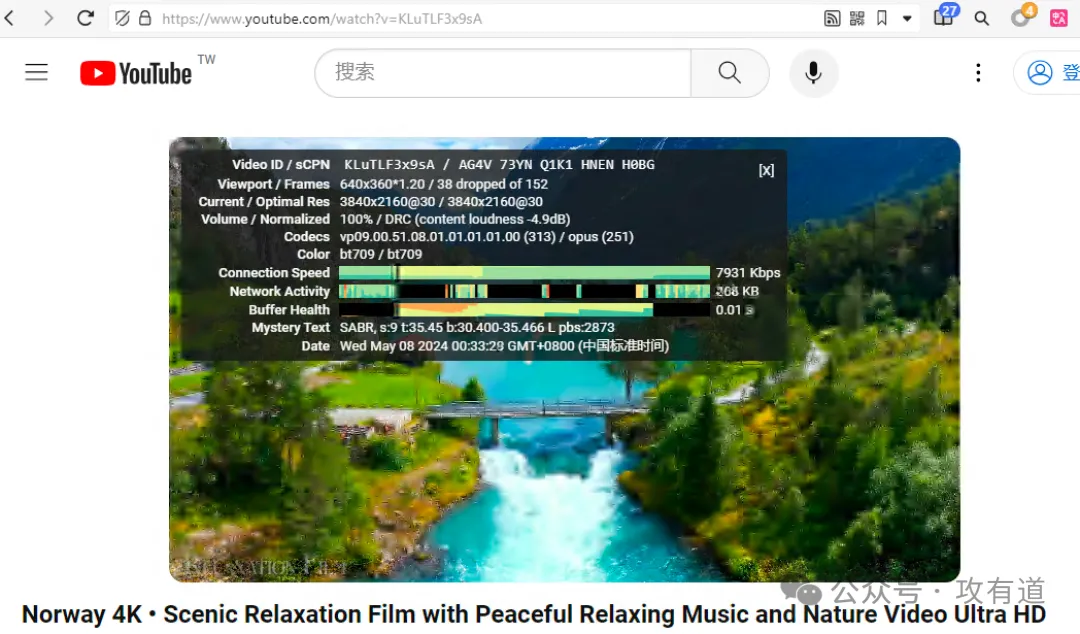 https://www.youtube.com/watch?v=KLuTLF3x9sA
27
4
YouTube TW
搜索
登
Video ID / sCPN KLuTLF3x9sA / AG4V 73YN Q1K1 HNEN H0BG
[X]
Viewport / Frames 640x360*1.20 / 38 dropped of 152
Current / Optimal Res 3840x2160@30 / 3840x2160@30
Volume / Normalized 100% / DRC (content loudness -4.9dB)
Codecs vp09.00.51.08.01.01.01.01.00 (313) / opus (251)
Color bt709 / bt709
Connection Speed 7931 Kbps
Network Activity KB
Buffer Health 0.01 s
Mystery Text SABR, s:9 t:35.45 b:30.400-35.466 L pbs:2873
Date Wed May 08 2024 00:33:29 GMT+0800 (中国标准时间)
RELAXATION FILM
公众号 · 攻有道
Norway 4K • Scenic Relaxation Film with Peaceful Relaxing Music and Nature Video Ultra HD